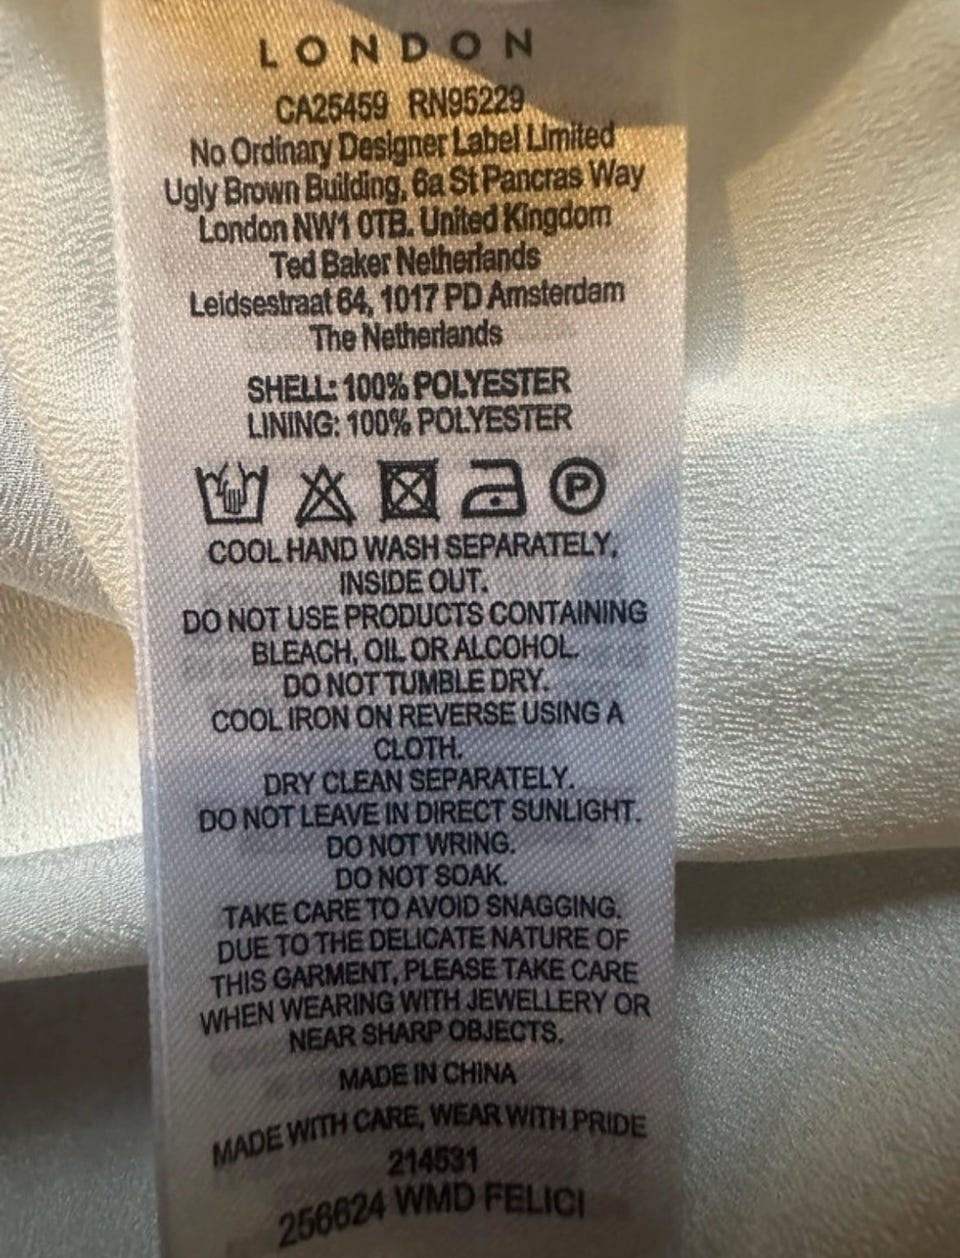 LONDON
CA25459 RN95229
No Ordinary Designer Label Limited
Ugly Brown Building, 6a St Pancras Way
London NW1 0TB. United Kingdom
Ted Baker Netherlands
Leidsestraat 64, 1017 PD Amsterdam
The Netherlands
SHELL: 100% POLYESTER
LINING: 100% POLYESTER
P
COOL HAND WASH SEPARATELY,
INSIDE OUT.
DO NOT USE PRODUCTS CONTAINING
BLEACH, OIL OR ALCOHOL.
DO NOT TUMBLE DRY.
COOL IRON ON REVERSE USING A
CLOTH.
DRY CLEAN SEPARATELY.
DO NOT LEAVE IN DIRECT SUNLIGHT.
DO NOT WRING.
DO NOT SOAK.
TAKE CARE TO AVOID SNAGGING.
DUE TO THE DELICATE NATURE OF
THIS GARMENT, PLEASE TAKE CARE
WHEN WEARING WITH JEWELLERY OR
NEAR SHARP OBJECTS.
MADE IN CHINA
MADE WITH CARE, WEAR WITH PRIDE
214531
256624 WMD FELICI